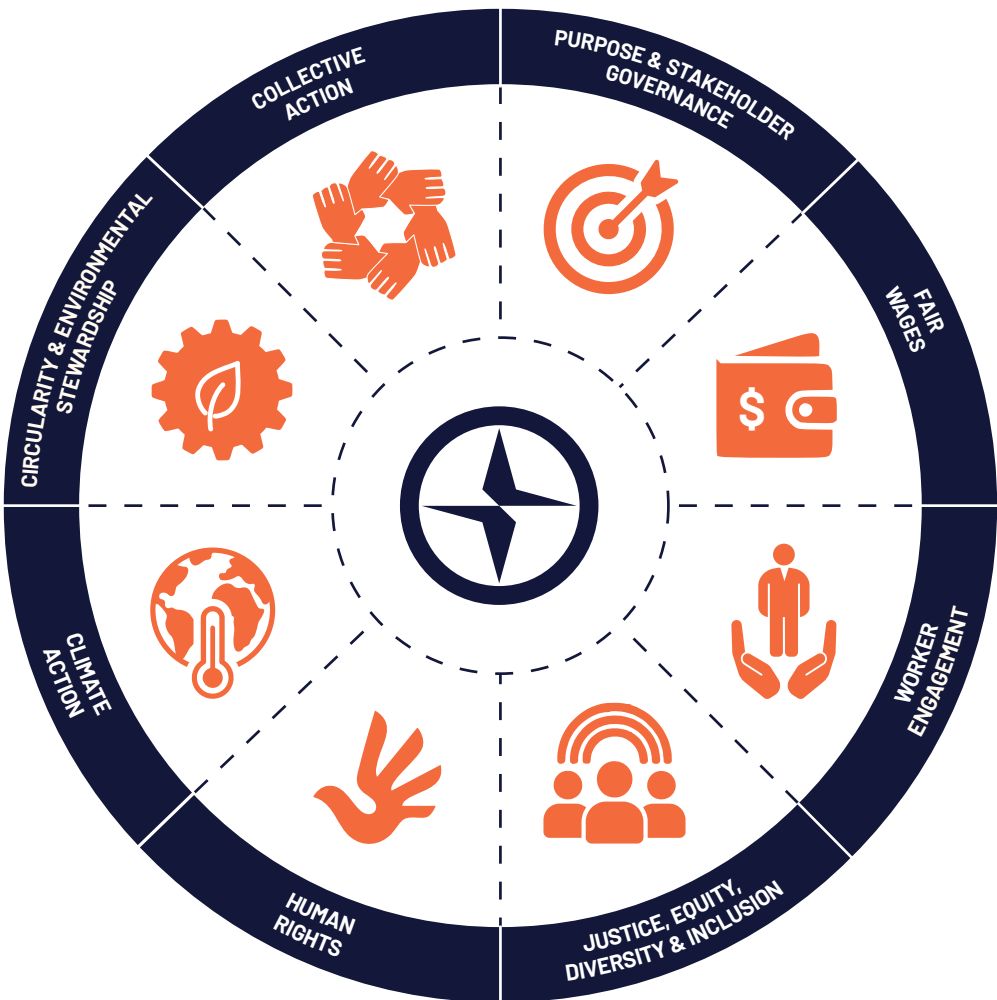 PURPOSE & STAKEHOLDER
GOVERNANCE
FAIR
WAGES
WORKER
ENGAGEMENT
JUSTICE, EQUITY,
DIVERSITY & INCLUSION
HUMAN
RIGHTS
CLIMATE
ACTION
CIRCULARITY & ENVIRONMENTAL
STEWARDSHIP
COLLECTIVE
ACTION
$